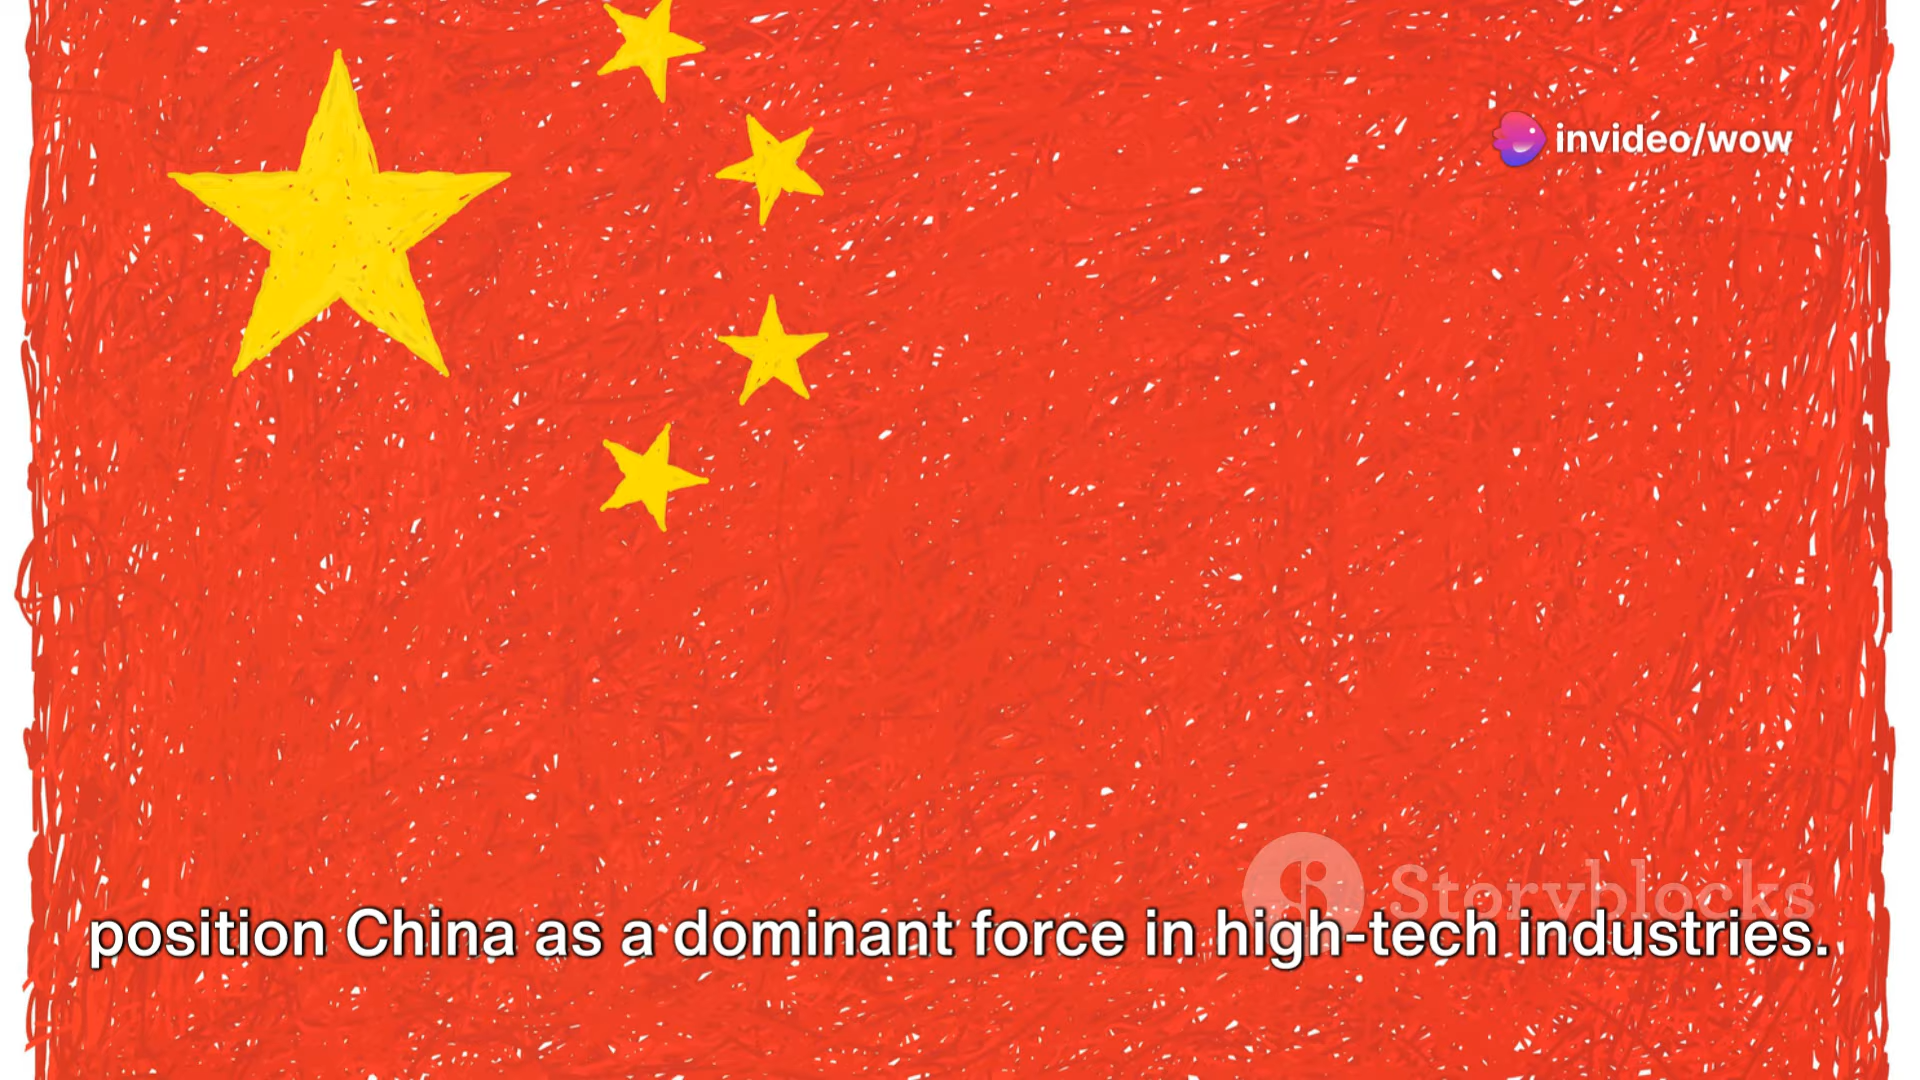 invideo/wow
Storyblocks
position China as a dominant force in high-tech industries.